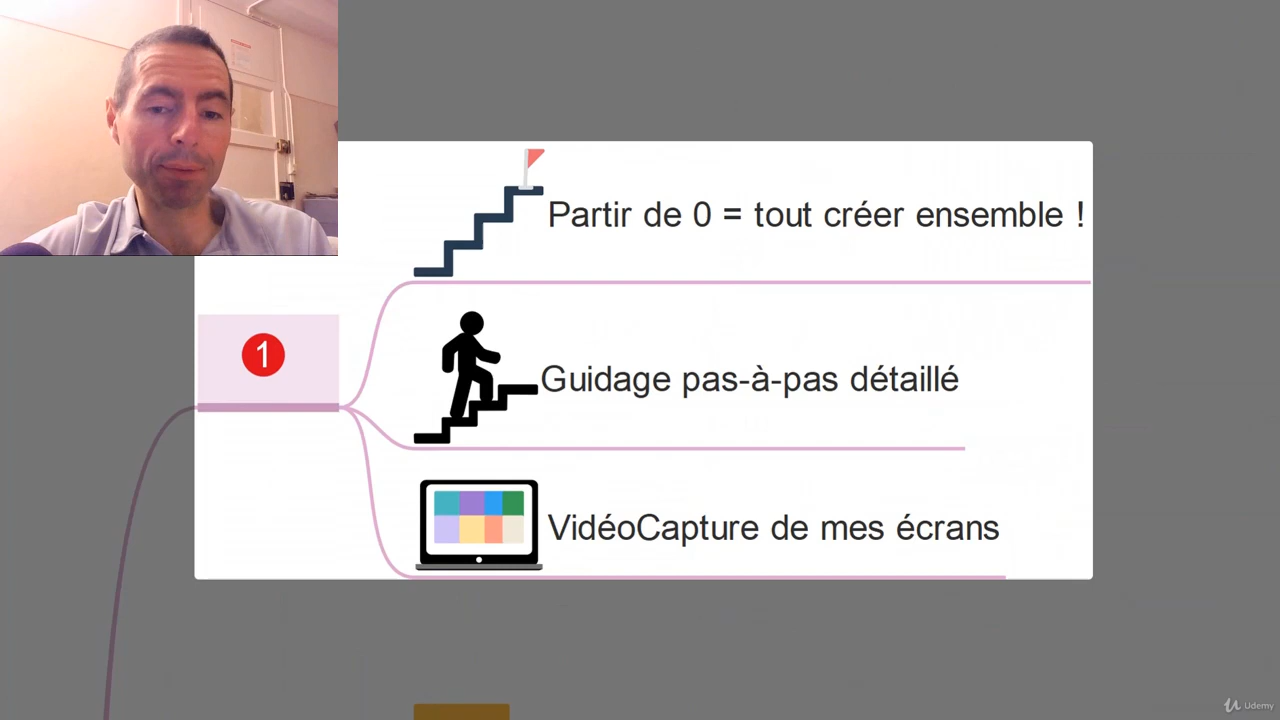 Partir de 0 = tout créer ensemble !
1
Guidage pas-à-pas détaillé
VidéoCapture de mes écrans
Udemy